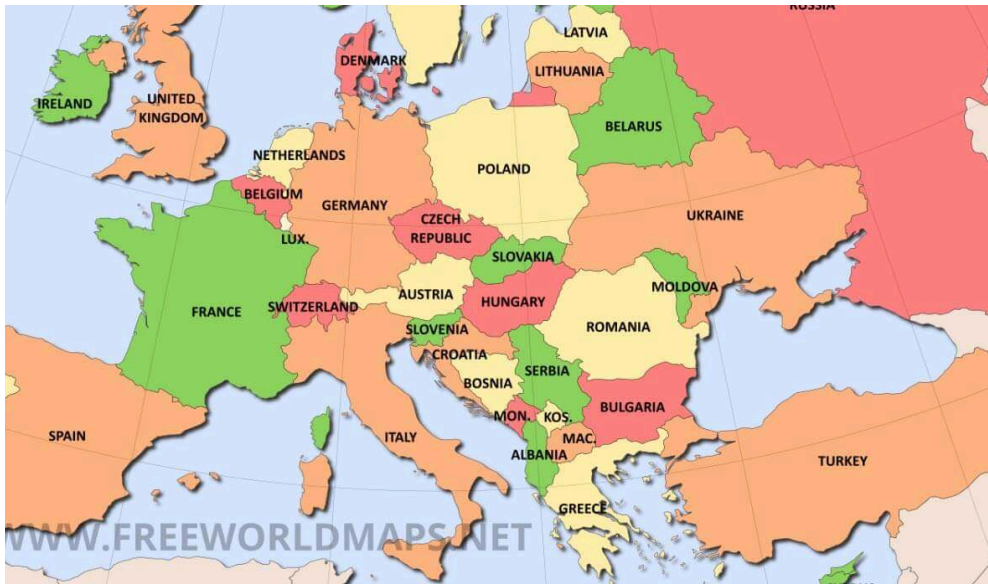 RUSSIA
LATVIA
DENMARK
LITHUANIA
IRELAND
UNITED
KINGDOM
BELARUS
NETHERLANDS
POLAND
BELGIUM
GERMANY
UKRAINE
CZECH
REPUBLIC
LUX.
SLOVAKIA
MOLDOVA
AUSTRIA
HUNGARY
SWITZERLAND
FRANCE
ROMANIA
SLOVENIA
CROATIA
SERBIA
BOSNIA
BULGARIA
MON.
KOS.
SPAIN
ITALY
MAC.
ALBANIA
TURKEY
GREECE
WWW.FREEWORLDMAPS.NET